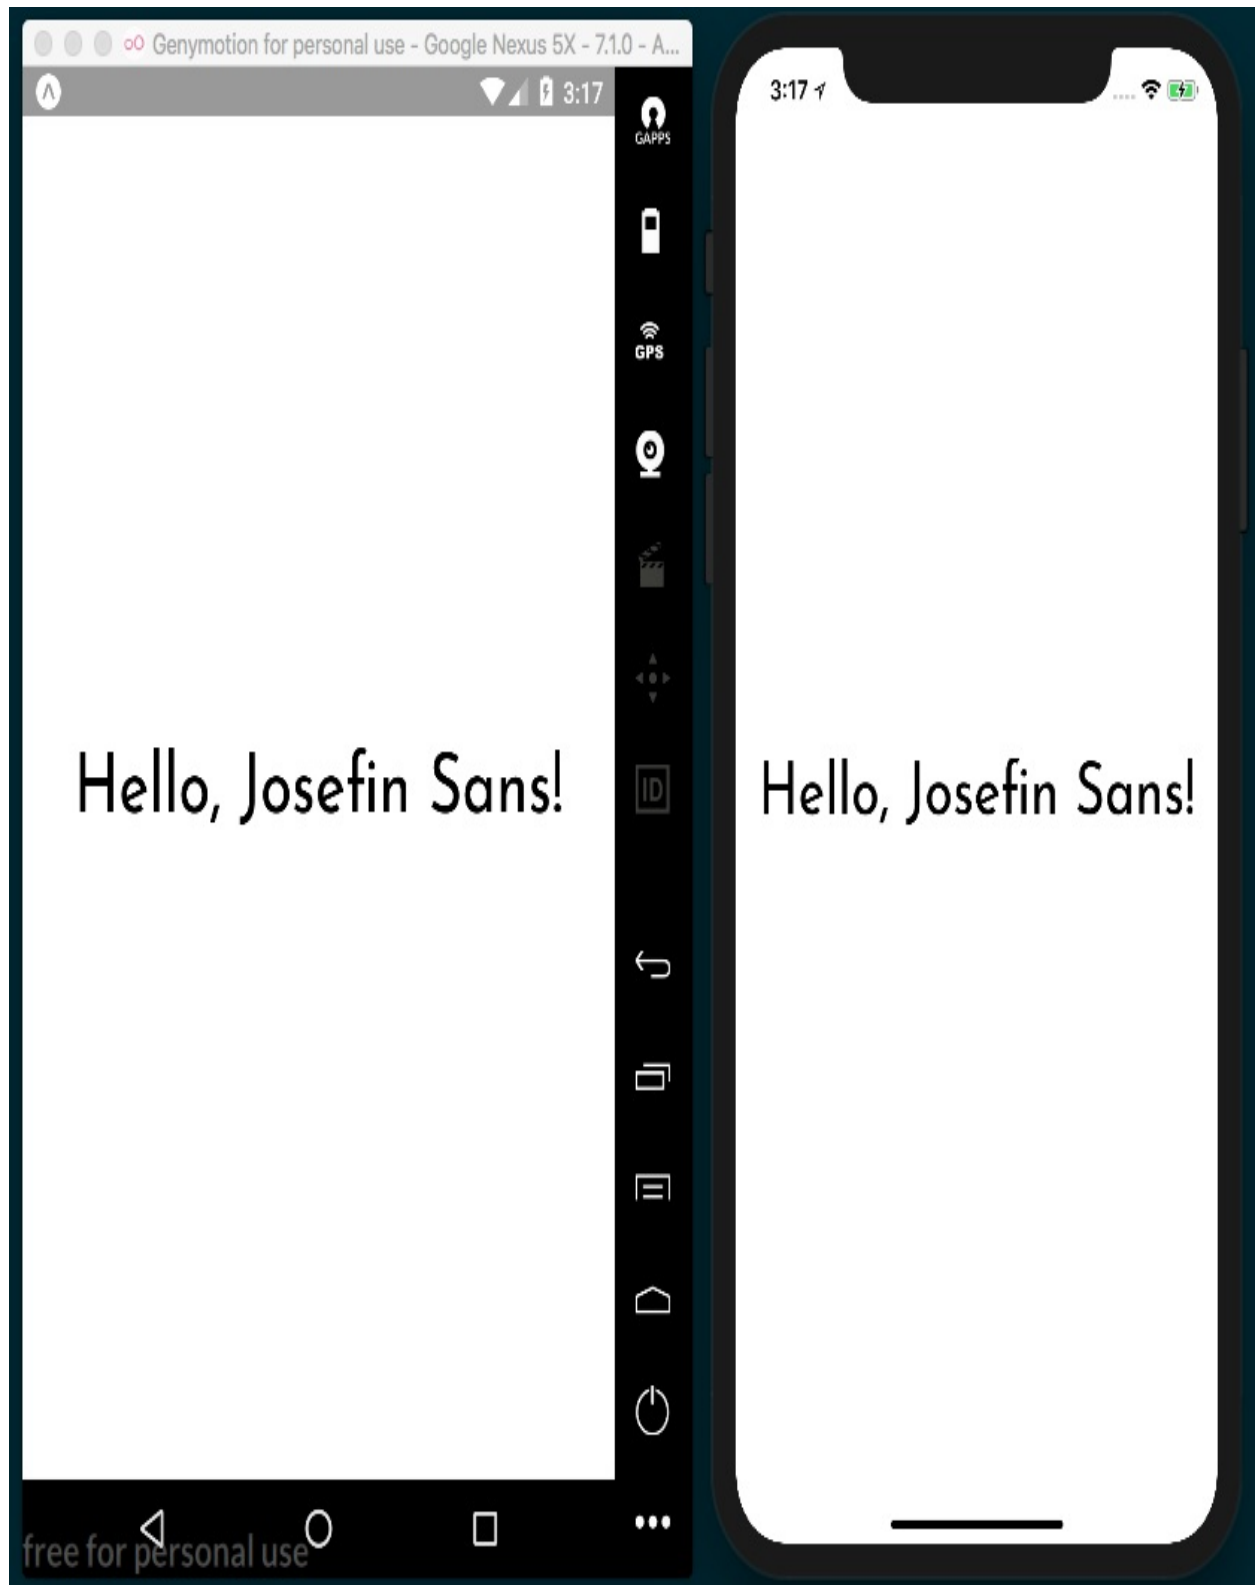 Genymotion for personal use - Google Nexus 5X - 7.1.0 - A...
3:17
GAPPS
GPS
ID
Hello, Josefin Sans!
free for personal use
3:17
Hello, Josefin Sans!